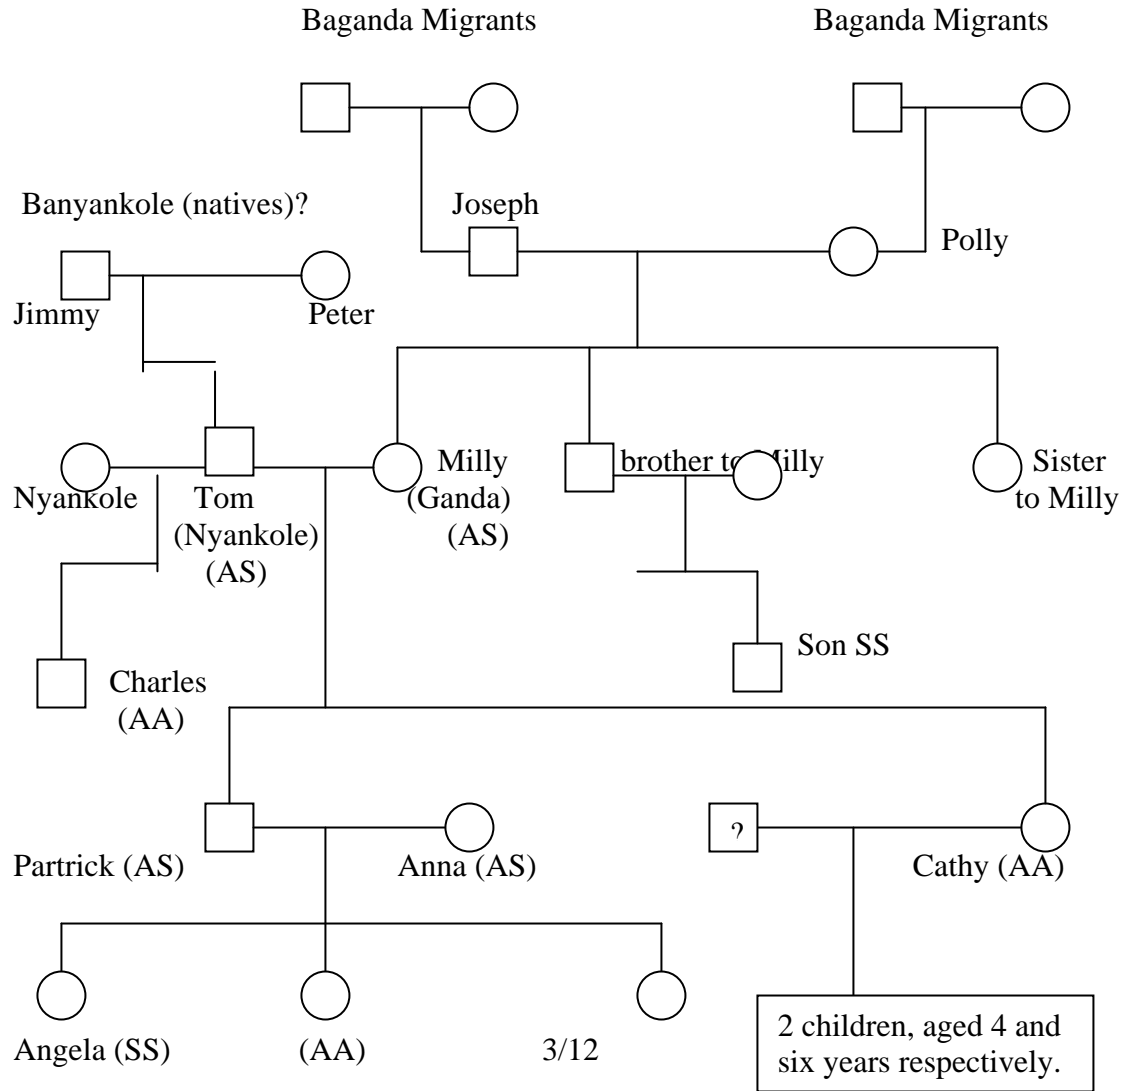 Baganda Migrants
Baganda Migrants
Banyankole (natives)?
Joseph
Polly
Jimmy
Peter
Nyankole
Tom
(Nyankole)
(AS)
Milly
(Ganda)
(AS)
brother to Milly
Sister
to Milly
Charles
(AA)
Son SS
?
Partrick (AS)
Anna (AS)
Cathy (AA)
Angela (SS)
(AA)
3/12
2 children, aged 4 and
six years respectively.